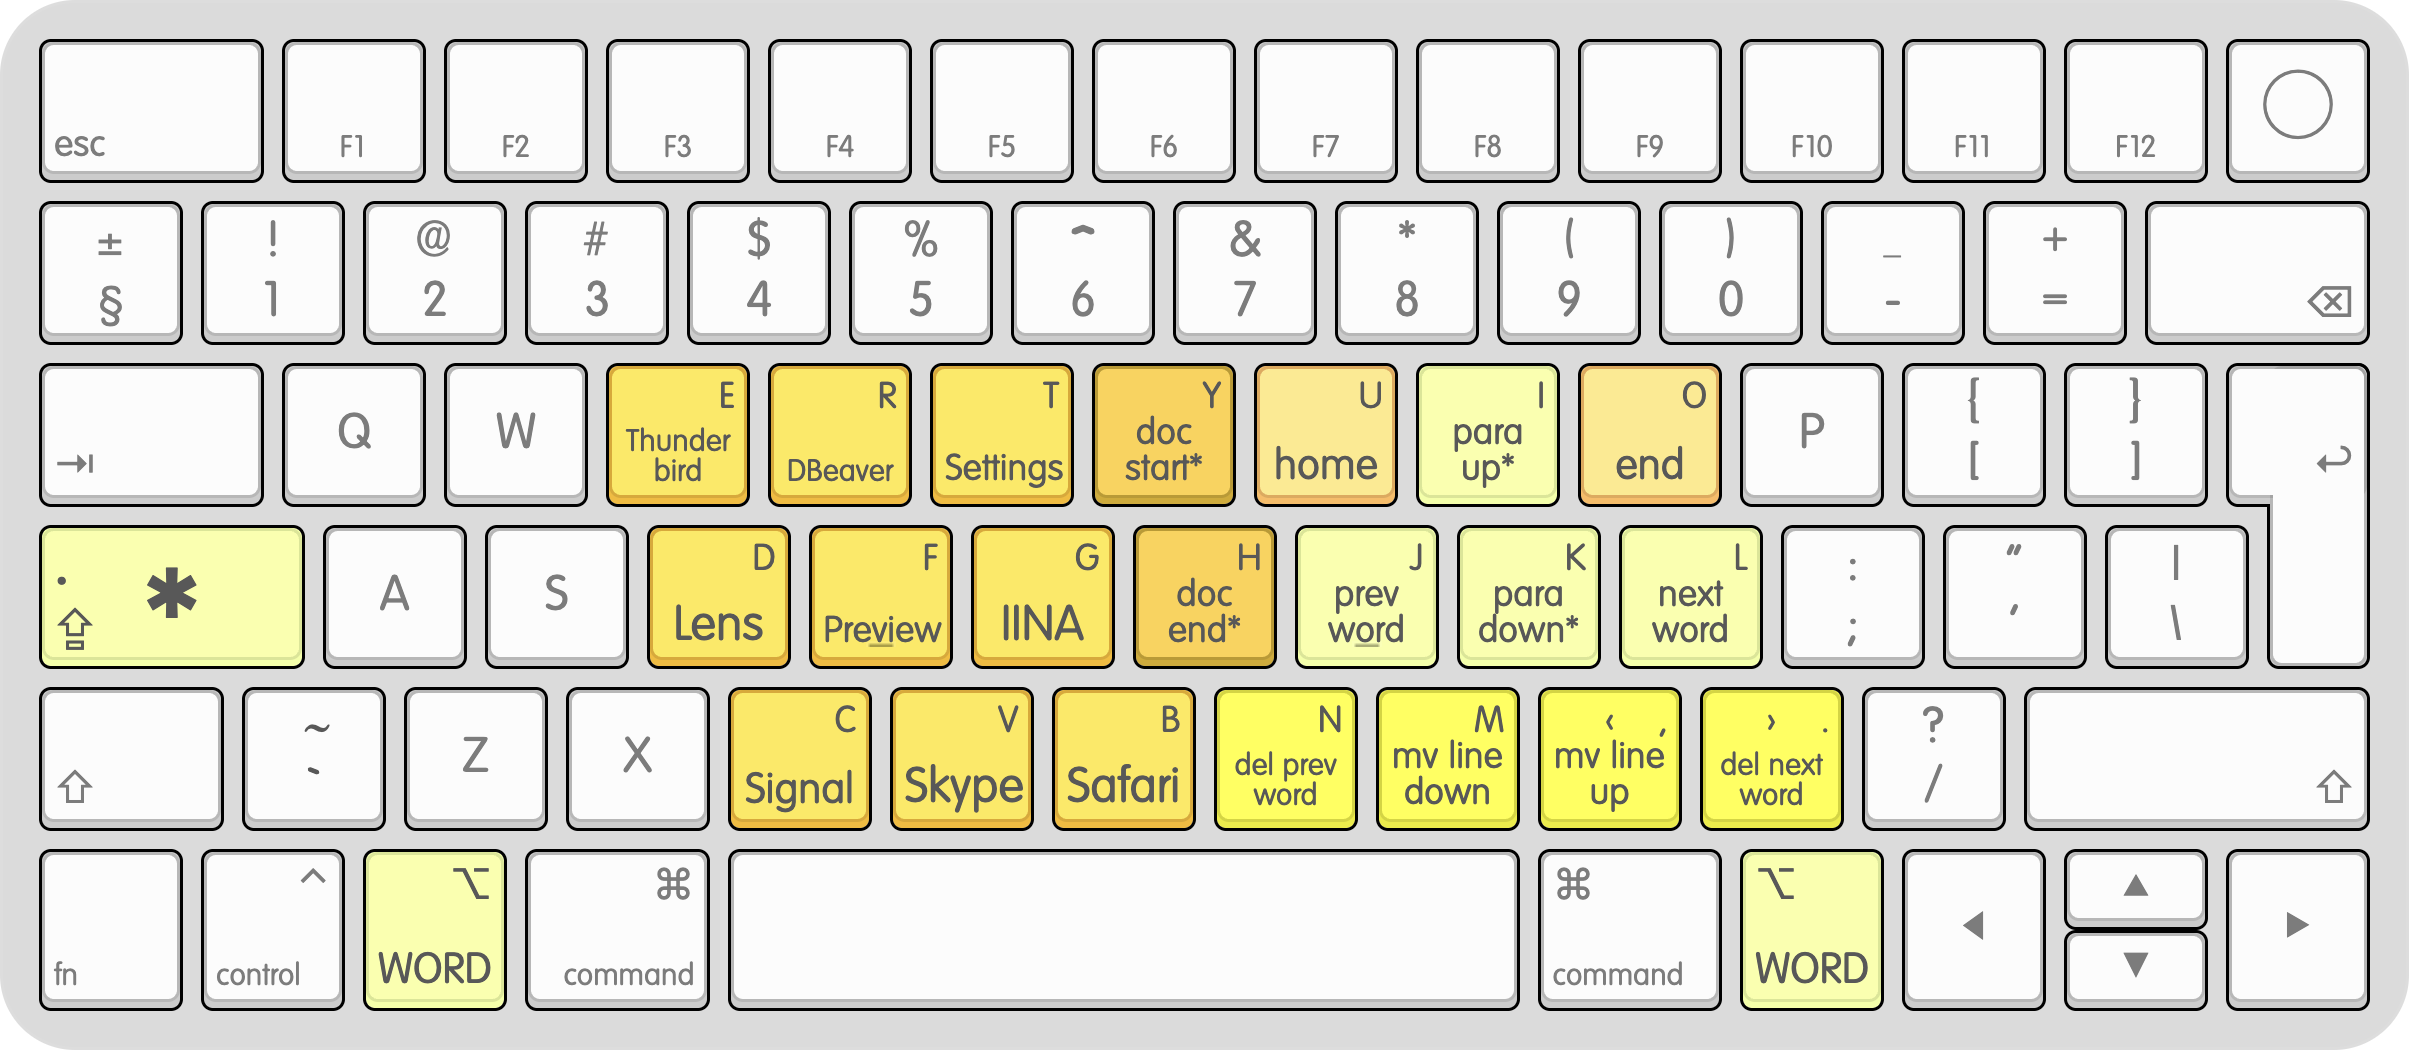 esc F1 F2 F3 F4 F5 F6 F7 F8 F9 F10 F11 F12
± ! @ # $ % ^ & * ( ) _ +
§ 1 2 3 4 5 6 7 8 9 0 - =
Q W
E
Thunder
bird
R
DBeaver
T
Settings
Y
doc
start*
U
home
I
para
up*
O
end
P
{
[
}
]
*
A S
D
Lens
F
Preview
G
IINA
H
doc
end*
J
prev
word
K
para
down*
L
next
word
:
;
"
'
|
\
~
`
Z X
C
Signal
V
Skype
B
Safari
N
del prev
word
M
mv line
down
< ,
mv line
up
> .
del next
word
?
/
fn
^
control
⌥
WORD
⌘
command
⌘
command
⌥
WORD